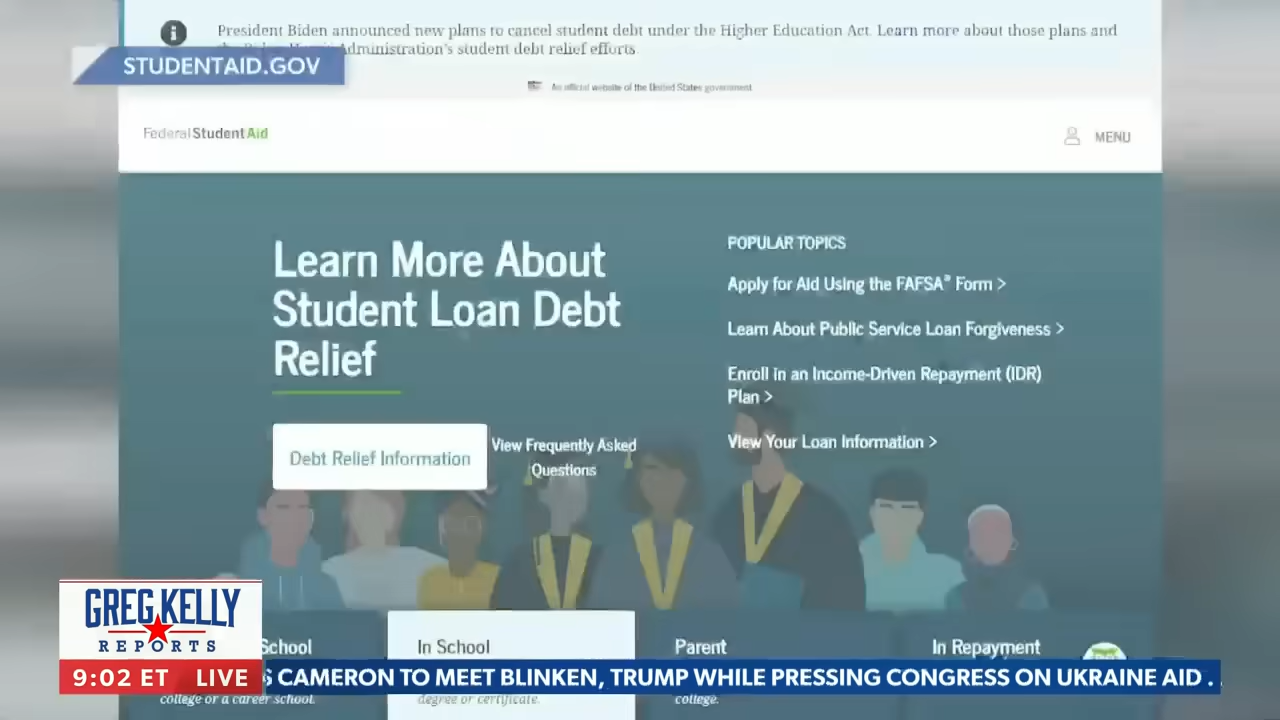 President Biden announced new plans to cancel student debt under the Higher Education Act. Learn more about those plans and
Administration's student debt relief efforts.
STUDENTAID.GOV
An official website of the United States government
Federal StudentAid
MENU
Learn More About
Student Loan Debt
Relief
Debt Relief Information
View Frequently Asked
Questions
POPULAR TOPICS
Apply for Aid Using the FAFSA® Form >
Learn About Public Service Loan Forgiveness >
Enroll in an Income-Driven Repayment (IDR)
Plan >
View Your Loan Information >
School
In School
Parent
In Repayment
college or a career school.
degree or certificate.
college.
GREG KELLY
REPORTS
9:02 ET LIVE
S CAMERON TO MEET BLINKEN, TRUMP WHILE PRESSING CONGRESS ON UKRAINE AID . .